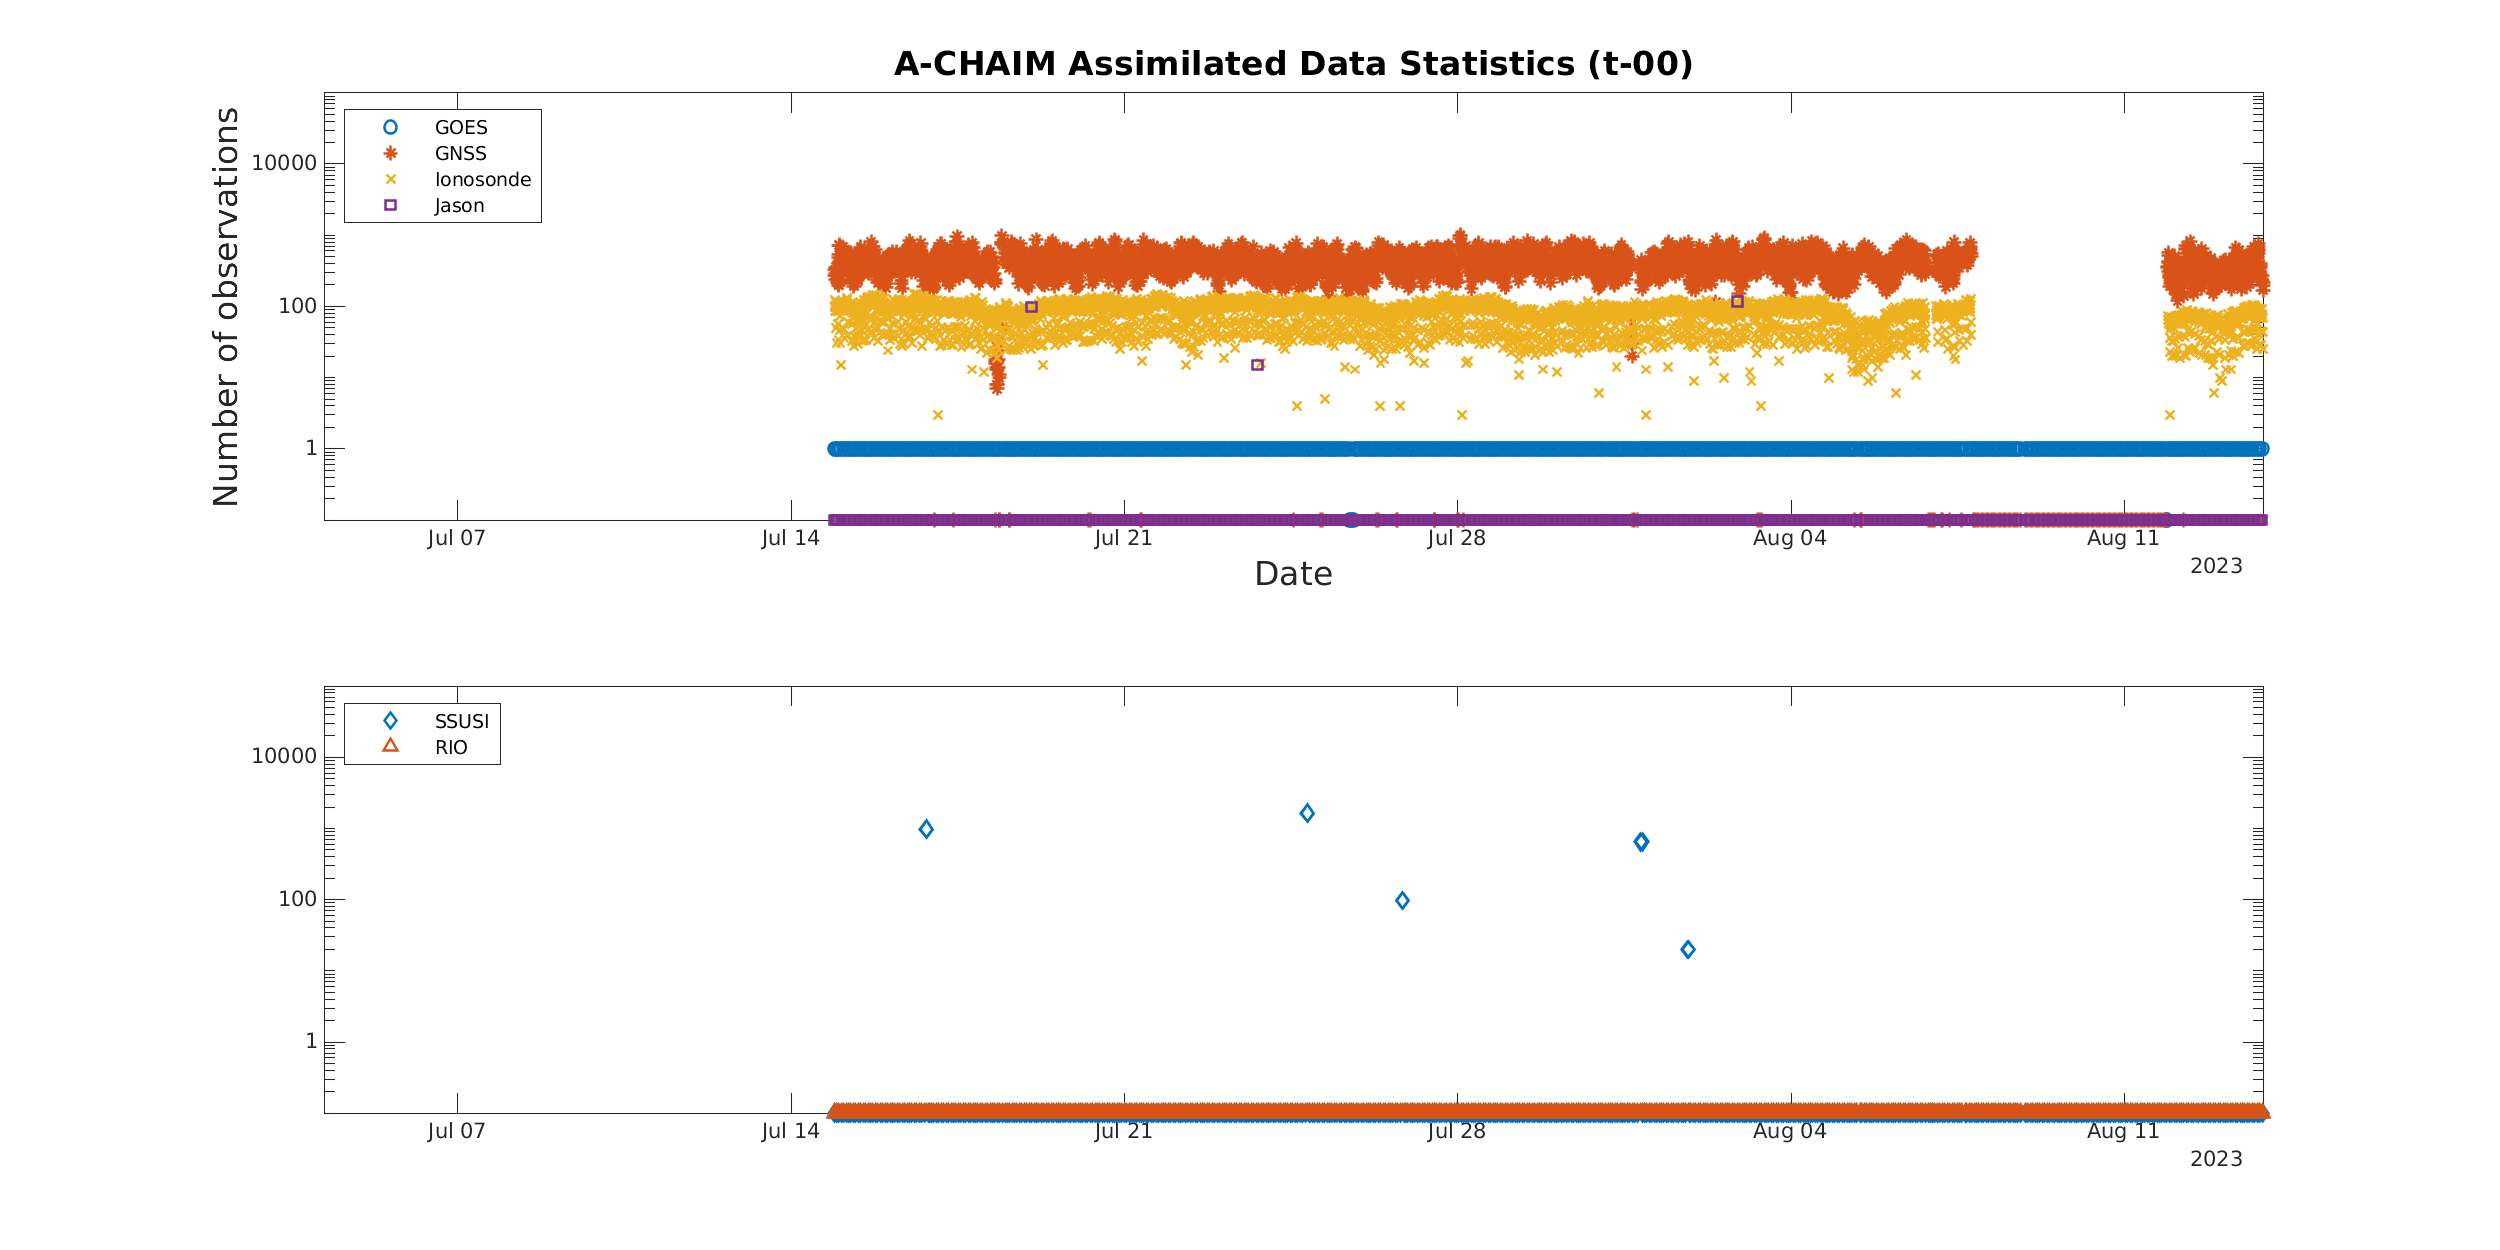 A-CHAIM Assimilated Data Statistics (t-00)
Number of observations
10000
100
1
GOES
GNSS
Ionosonde
Jason
Jul 07 Jul 14 Jul 21 Jul 28 Aug 04 Aug 11
2023
Date
10000
100
1
SSUSI
RIO
Jul 07 Jul 14 Jul 21 Jul 28 Aug 04 Aug 11
2023